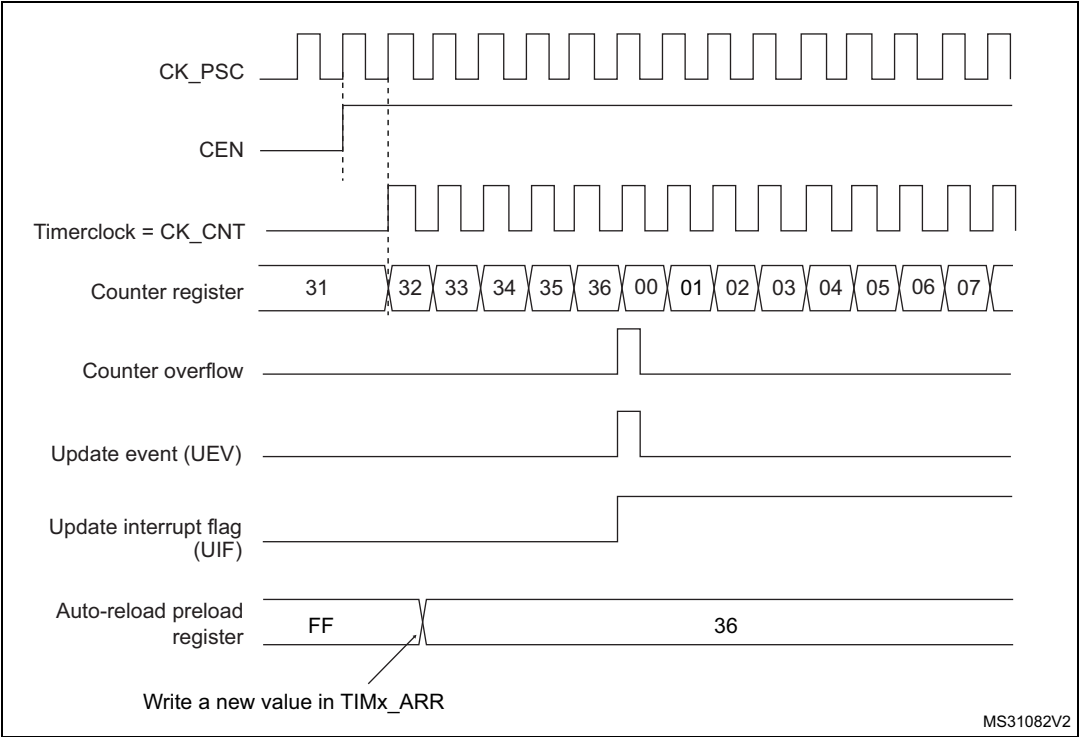 CK_PSC
CEN
Timerclock = CK_CNT
Counter register 31 32 33 34 35 36 00 01 02 03 04 05 06 07
Counter overflow
Update event (UEV)
Update interrupt flag
(UIF)
Auto-reload preload
register
FF 36
Write a new value in TIMx_ARR
MS31082V2